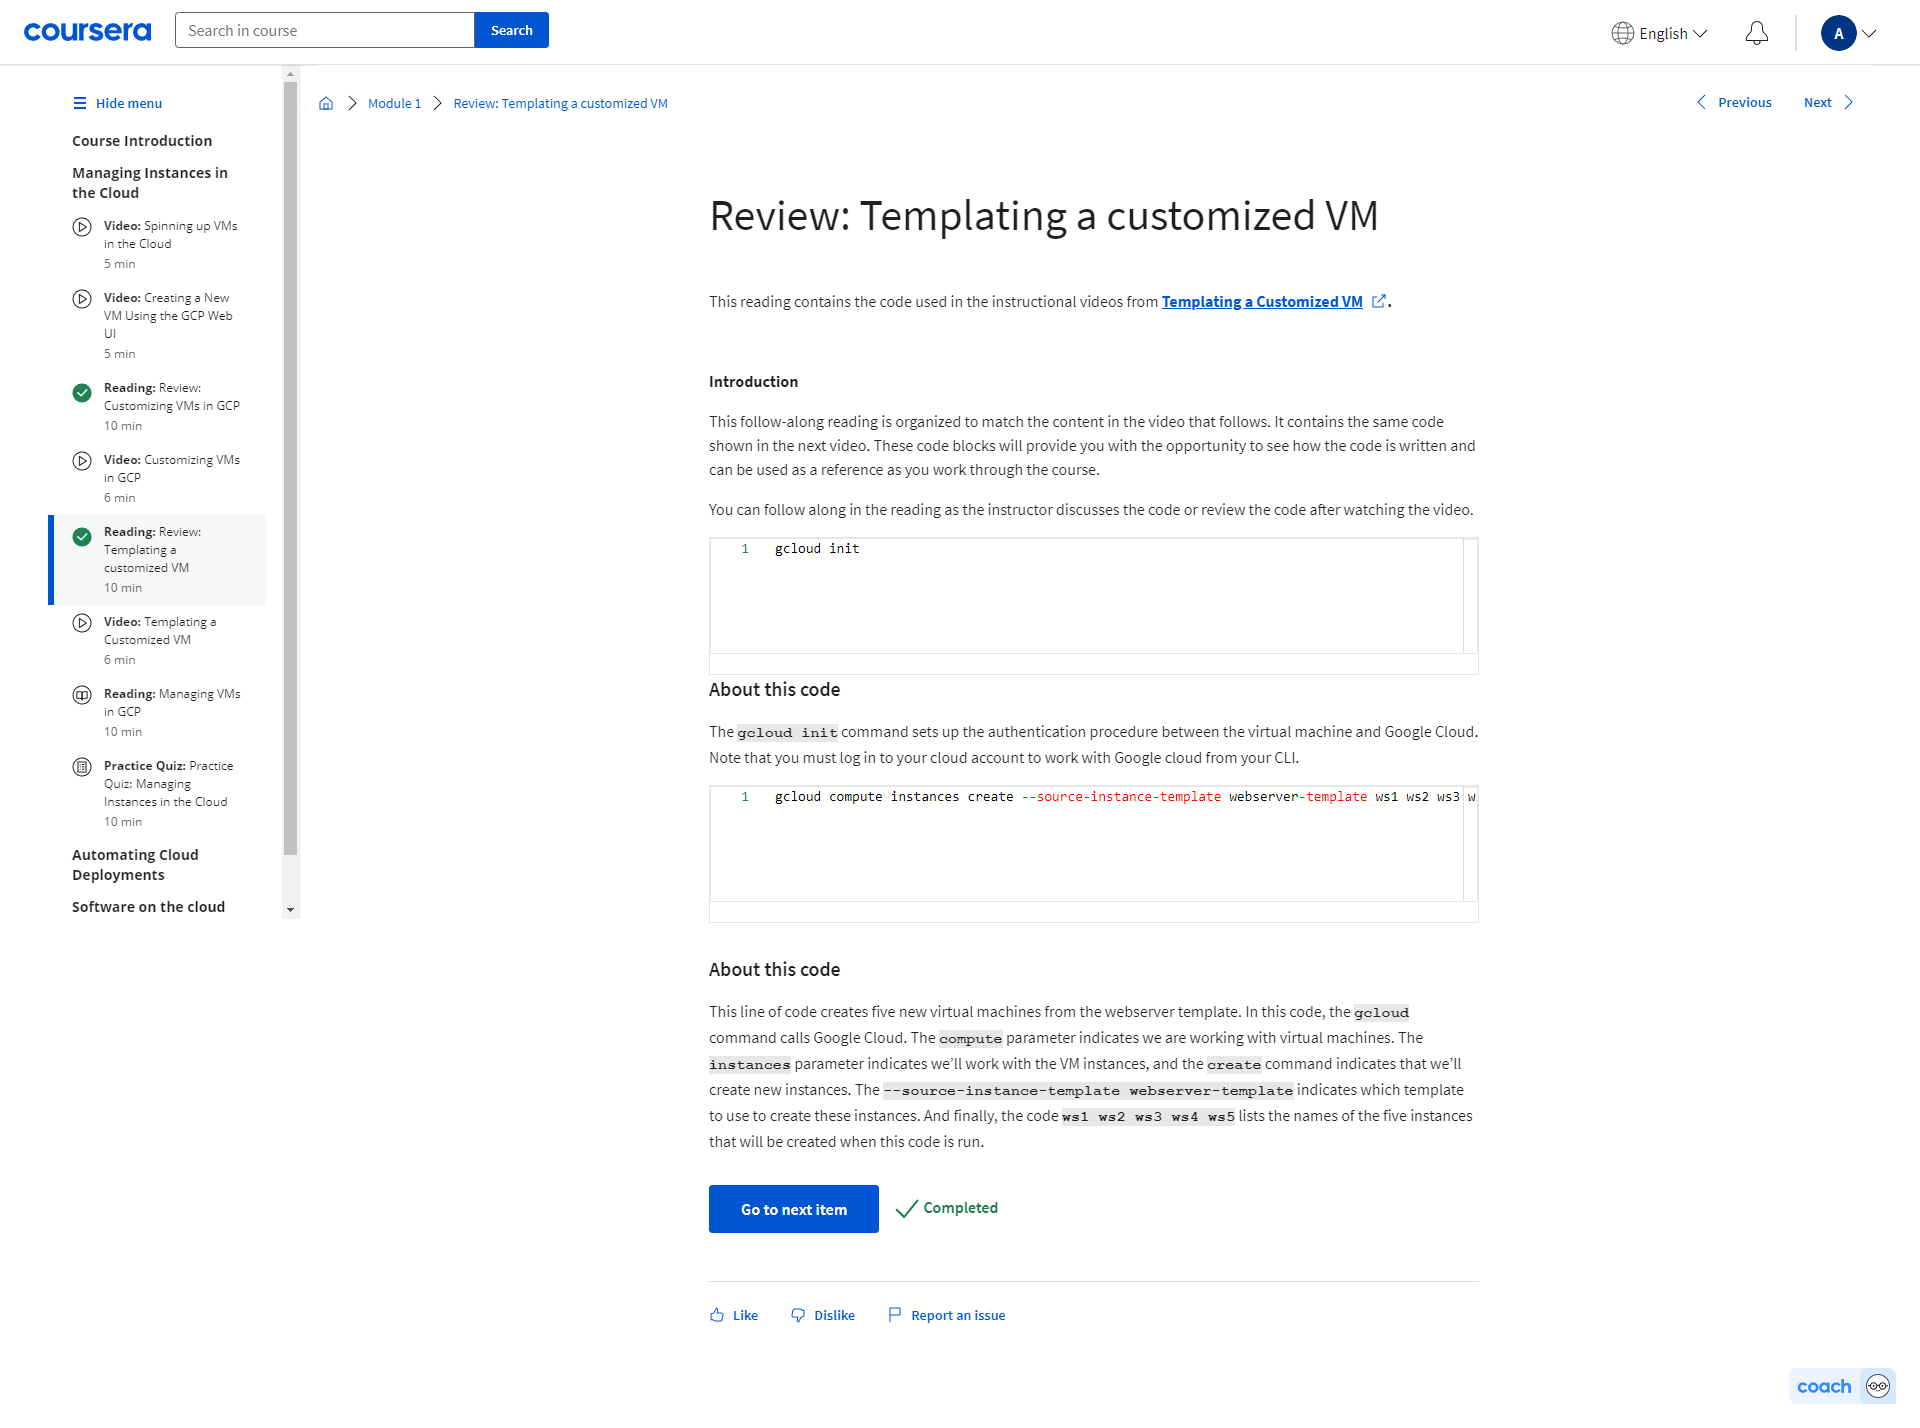 coursera
Search in course
Search
English
A
Hide menu
Course Introduction
Managing Instances in
the Cloud
Video: Spinning up VMs
in the Cloud
5 min
Video: Creating a New
VM Using the GCP Web
UI
5 min
Reading: Review:
Customizing VMs in GCP
10 min
Video: Customizing VMs
in GCP
6 min
Reading: Review:
Templating a
customized VM
10 min
Video: Templating a
Customized VM
6 min
Reading: Managing VMs
in GCP
10 min
Practice Quiz: Practice
Quiz: Managing
Instances in the Cloud
10 min
Automating Cloud
Deployments
Software on the cloud
Module 1
Review: Templating a customized VM
Previous
Next
Review: Templating a customized VM
This reading contains the code used in the instructional videos from Templating a Customized VM .
Introduction
This follow-along reading is organized to match the content in the video that follows. It contains the same code
shown in the next video. These code blocks will provide you with the opportunity to see how the code is written and
can be used as a reference as you work through the course.
You can follow along in the reading as the instructor discusses the code or review the code after watching the video.
1 gcloud init
About this code
The gcloud init command sets up the authentication procedure between the virtual machine and Google Cloud.
Note that you must log in to your cloud account to work with Google cloud from your CLI.
1 gcloud compute instances create --source-instance-template webserver-template ws1 ws2 ws3 w
About this code
This line of code creates five new virtual machines from the webserver template. In this code, the gcloud
command calls Google Cloud. The compute parameter indicates we are working with virtual machines. The
instances parameter indicates we’ll work with the VM instances, and the create command indicates that we’ll
create new instances. The --source-instance-template webserver-template indicates which template
to use to create these instances. And finally, the code ws1 ws2 ws3 ws4 ws5 lists the names of the five instances
that will be created when this code is run.
Go to next item
Completed
Like
Dislike
Report an issue
coach